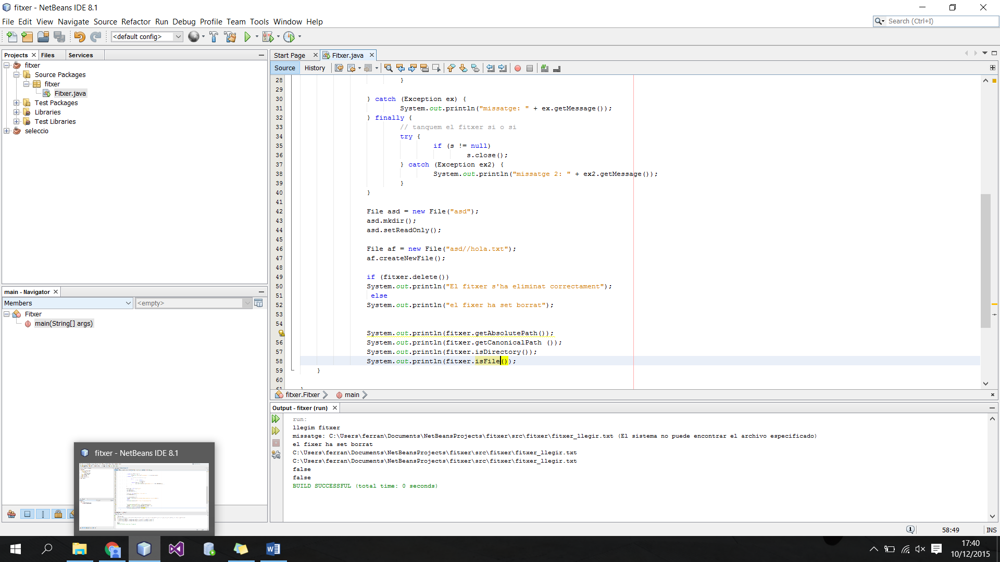 fitxer - NetBeans IDE 8.1
File Edit View Navigate Source Refactor Run Debug Profile Team Tools Window Help
Search (Ctrl+I)
<default config>
Projects Files Services
fitxer
Source Packages
fitxer
Fitxer.java
Test Packages
Libraries
Test Libraries
seleccio
main - Navigator
Members
<empty>
Fitxer
main(String[] args)
Start Page Fitxer.java
Source History
28 }
29
30 } catch (Exception ex) {
31 System.out.println("missatge: " + ex.getMessage());
32 } finally {
33 // tanquem el fitxer si o si
34 try {
35 if (s != null)
36 s.close();
37 } catch (Exception ex2) {
38 System.out.println("missatge 2: " + ex2.getMessage());
39 }
40 }
41
42 File asd = new File("asd");
43 asd.mkdir();
44 asd.setReadOnly();
45
46 File af = new File("asd//hola.txt");
47 af.createNewFile();
48
49 if (fitxer.delete())
50 System.out.println("El fitxer s'ha eliminat correctament");
51 else
52 System.out.println("el fixer ha set borrat");
53
54
System.out.println(fitxer.getAbsolutePath());
56 System.out.println(fitxer.getCanonicalPath ());
57 System.out.println(fitxer.isDirectory());
58 System.out.println(fitxer.isFile());
59 }
60
61 }
fitxer.Fitxer main
Output - fitxer (run)
run:
llegim fitxer
missatge: C:\Users\ferran\Documents\NetBeansProjects\fitxer\src\fitxer\fitxer_llegir.txt (El sistema no puede encontrar el archivo especificado)
el fixer ha set borrat
C:\Users\ferran\Documents\NetBeansProjects\fitxer\src\fitxer\fitxer_llegir.txt
C:\Users\ferran\Documents\NetBeansProjects\fitxer\src\fitxer\fitxer_llegir.txt
false
false
BUILD SUCCESSFUL (total time: 0 seconds)
fitxer - NetBeans IDE 8.1
58:49 INS
17:40
10/12/2015